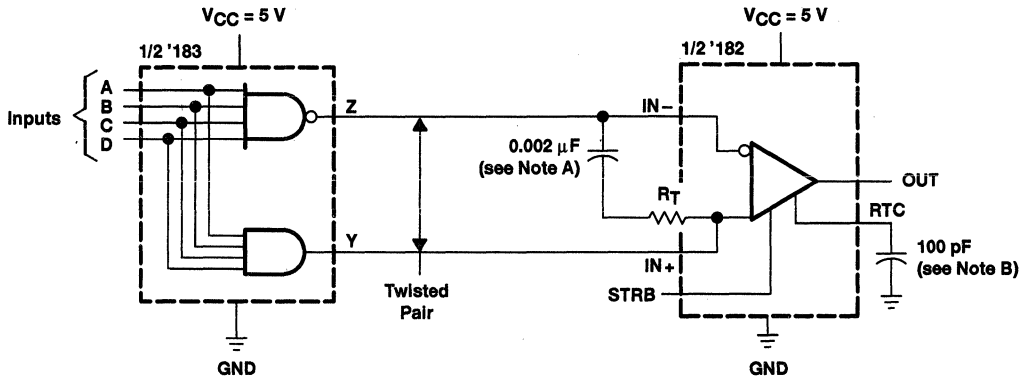 VCC = 5 V
1/2 '183
Inputs
A
B
C
D
Z
Y
Twisted
Pair
GND
VCC = 5 V
1/2 '182
IN−
0.002 μF
(see Note A)
RT
IN+
STRB
OUT
RTC
100 pF
(see Note B)
GND